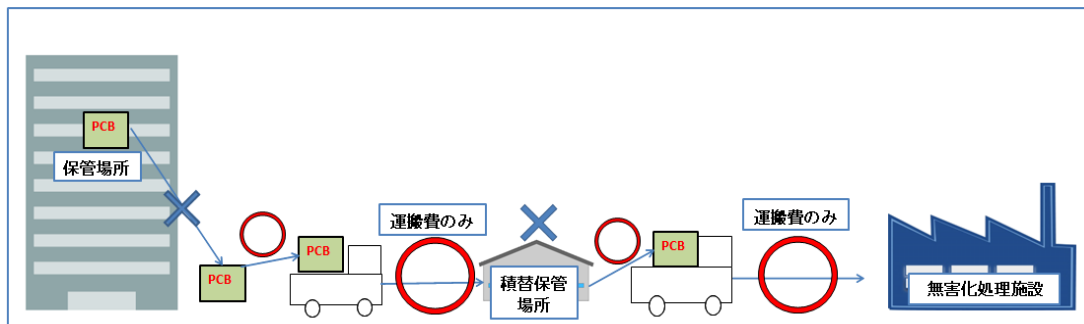 PCB
保管場所
PCB
PCB
運搬費のみ
積替保管
場所
PCB
運搬費のみ
無害化処理施設